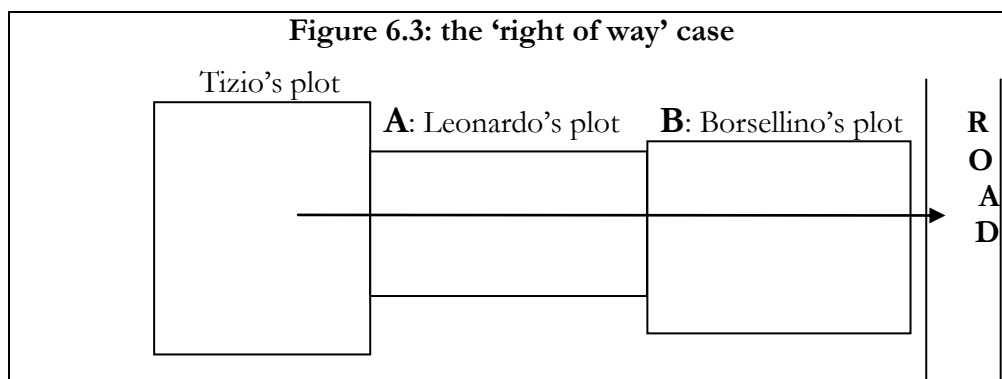 Figure 6.3: the ‘right of way’ case
Tizio’s plot
A: Leonardo’s plot
B: Borsellino’s plot
R
O
A
D